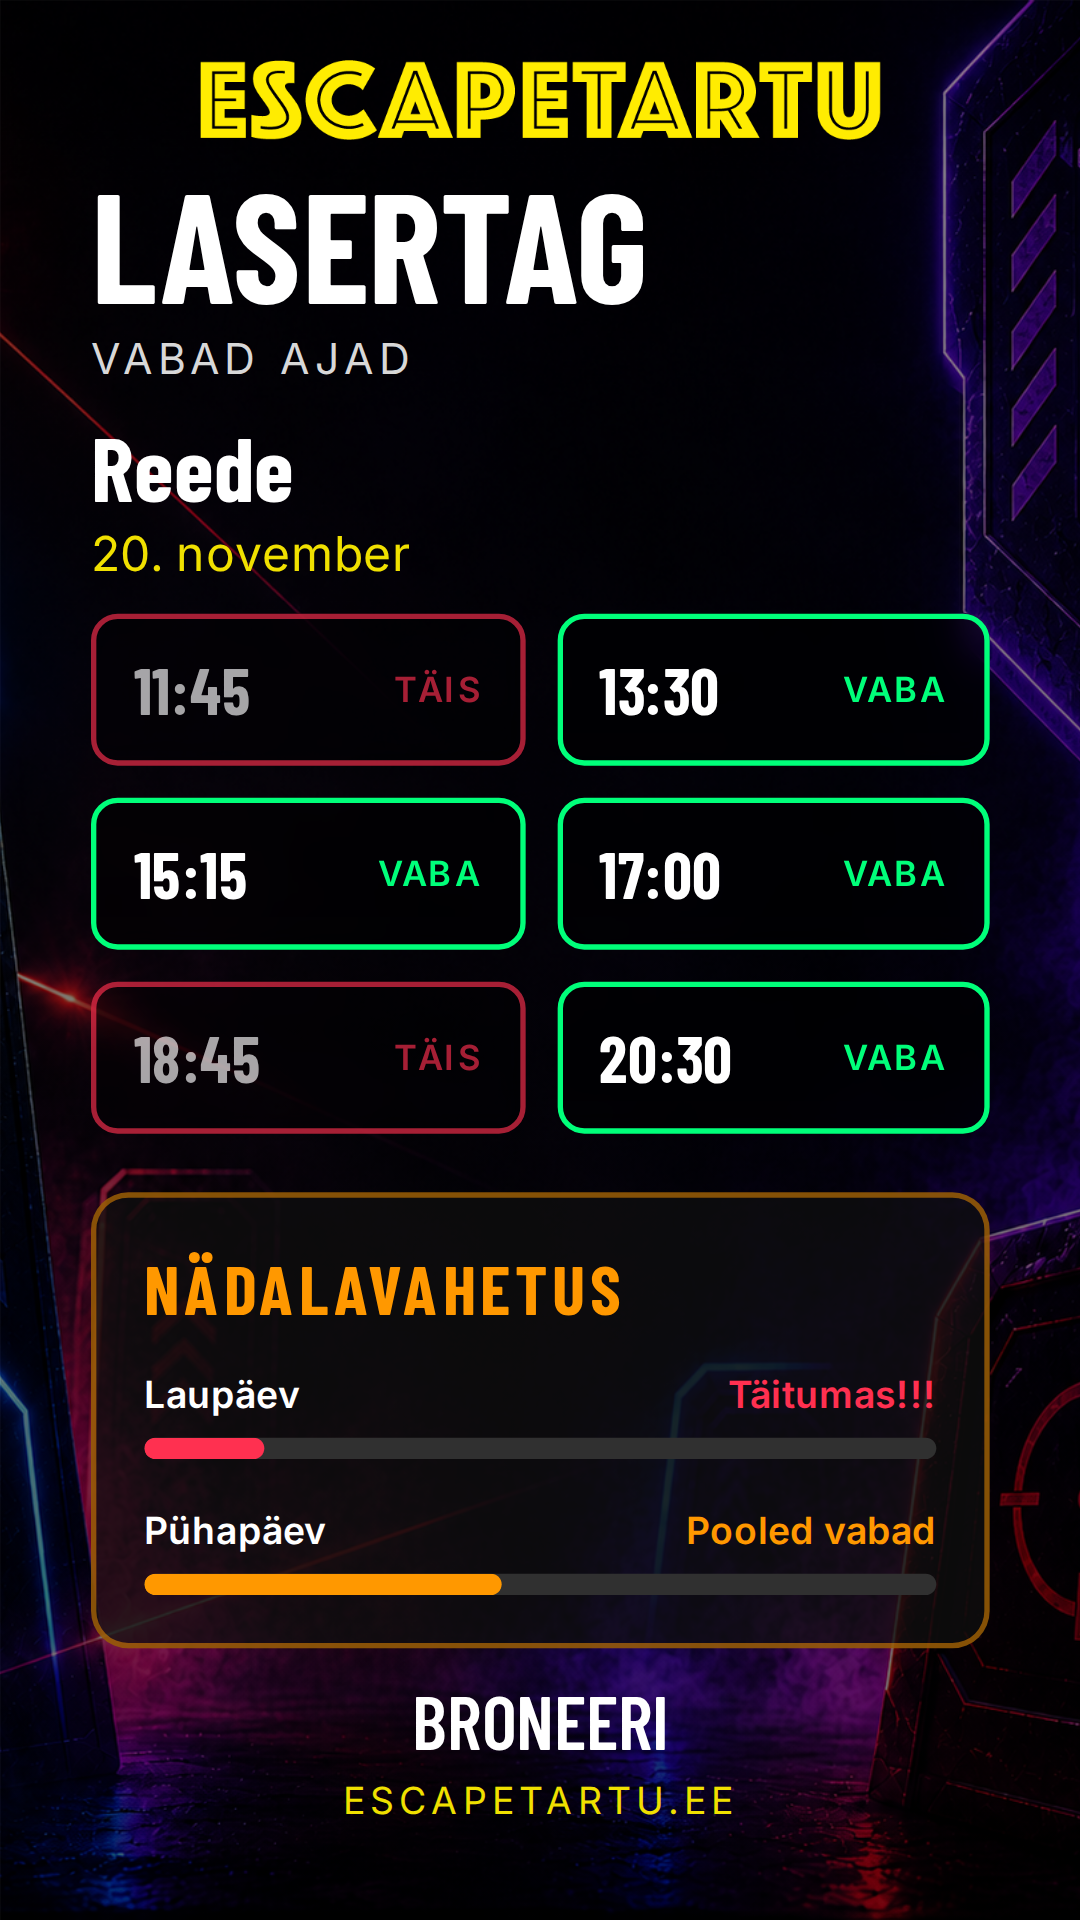 ESCAPETARTU
LASERTAG
VABAD AJAD
Reede
20. november
11:45 TÄIS
13:30 VABA
15:15 VABA
17:00 VABA
18:45 TÄIS
20:30 VABA
NÄDALAVAHETUS
Laupäev Täitumas!!!
Pühapäev Pooled vabad
BRONEERI
ESCAPETARTU.EE